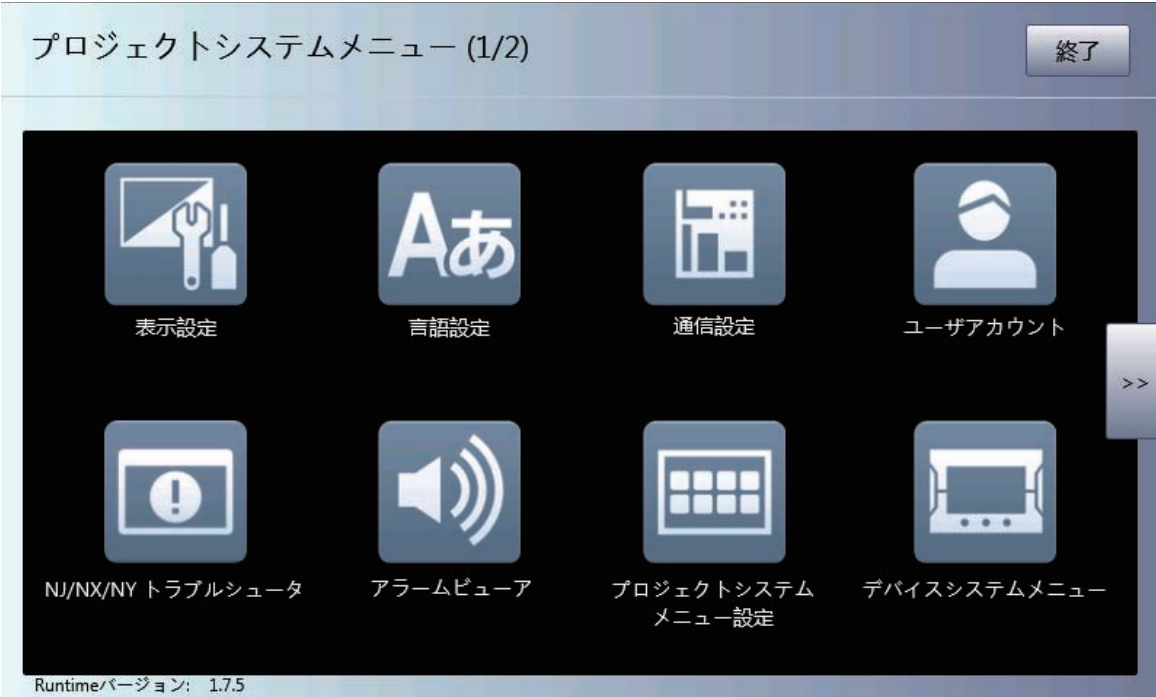 プロジェクトシステムメニュー (1/2)
終了
Aあ
表示設定
言語設定
通信設定
ユーザアカウント
>>
NJ/NX/NY トラブルシュータ
アラームビューア
プロジェクトシステム
メニュー設定
デバイスシステムメニュー
Runtimeバージョン: 1.7.5